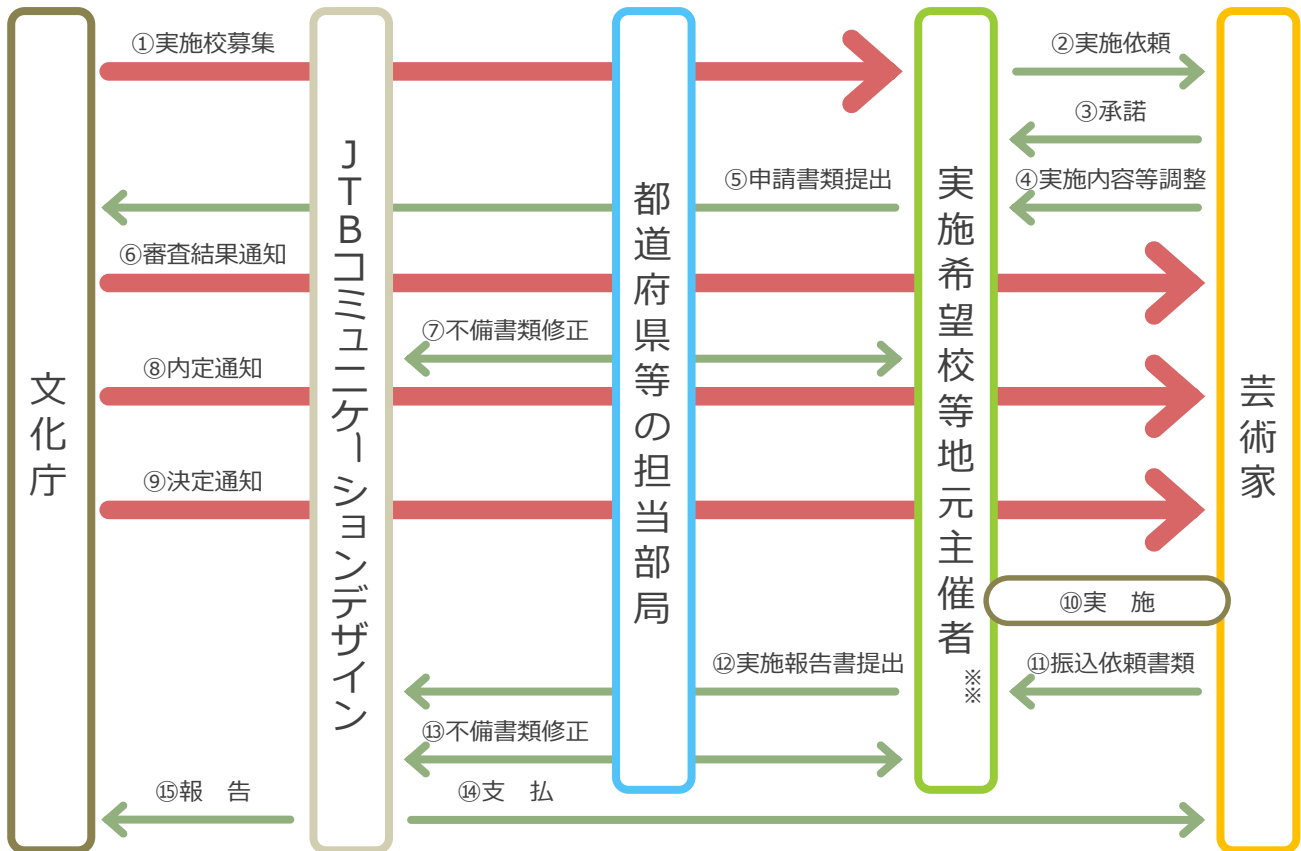 ①実施校募集
②実施依頼
③承諾
④実施内容等調整
⑤申請書類提出
⑥審査結果通知
⑦不備書類修正
⑧内定通知
⑨決定通知
⑩実　施
⑪振込依頼書類
⑫実施報告書提出
⑬不備書類修正
⑭支　払
⑮報　告
文化庁
JTBコミュニケーションデザイン
都道府県等の担当部局
実施希望校等地元主催者※※
芸術家